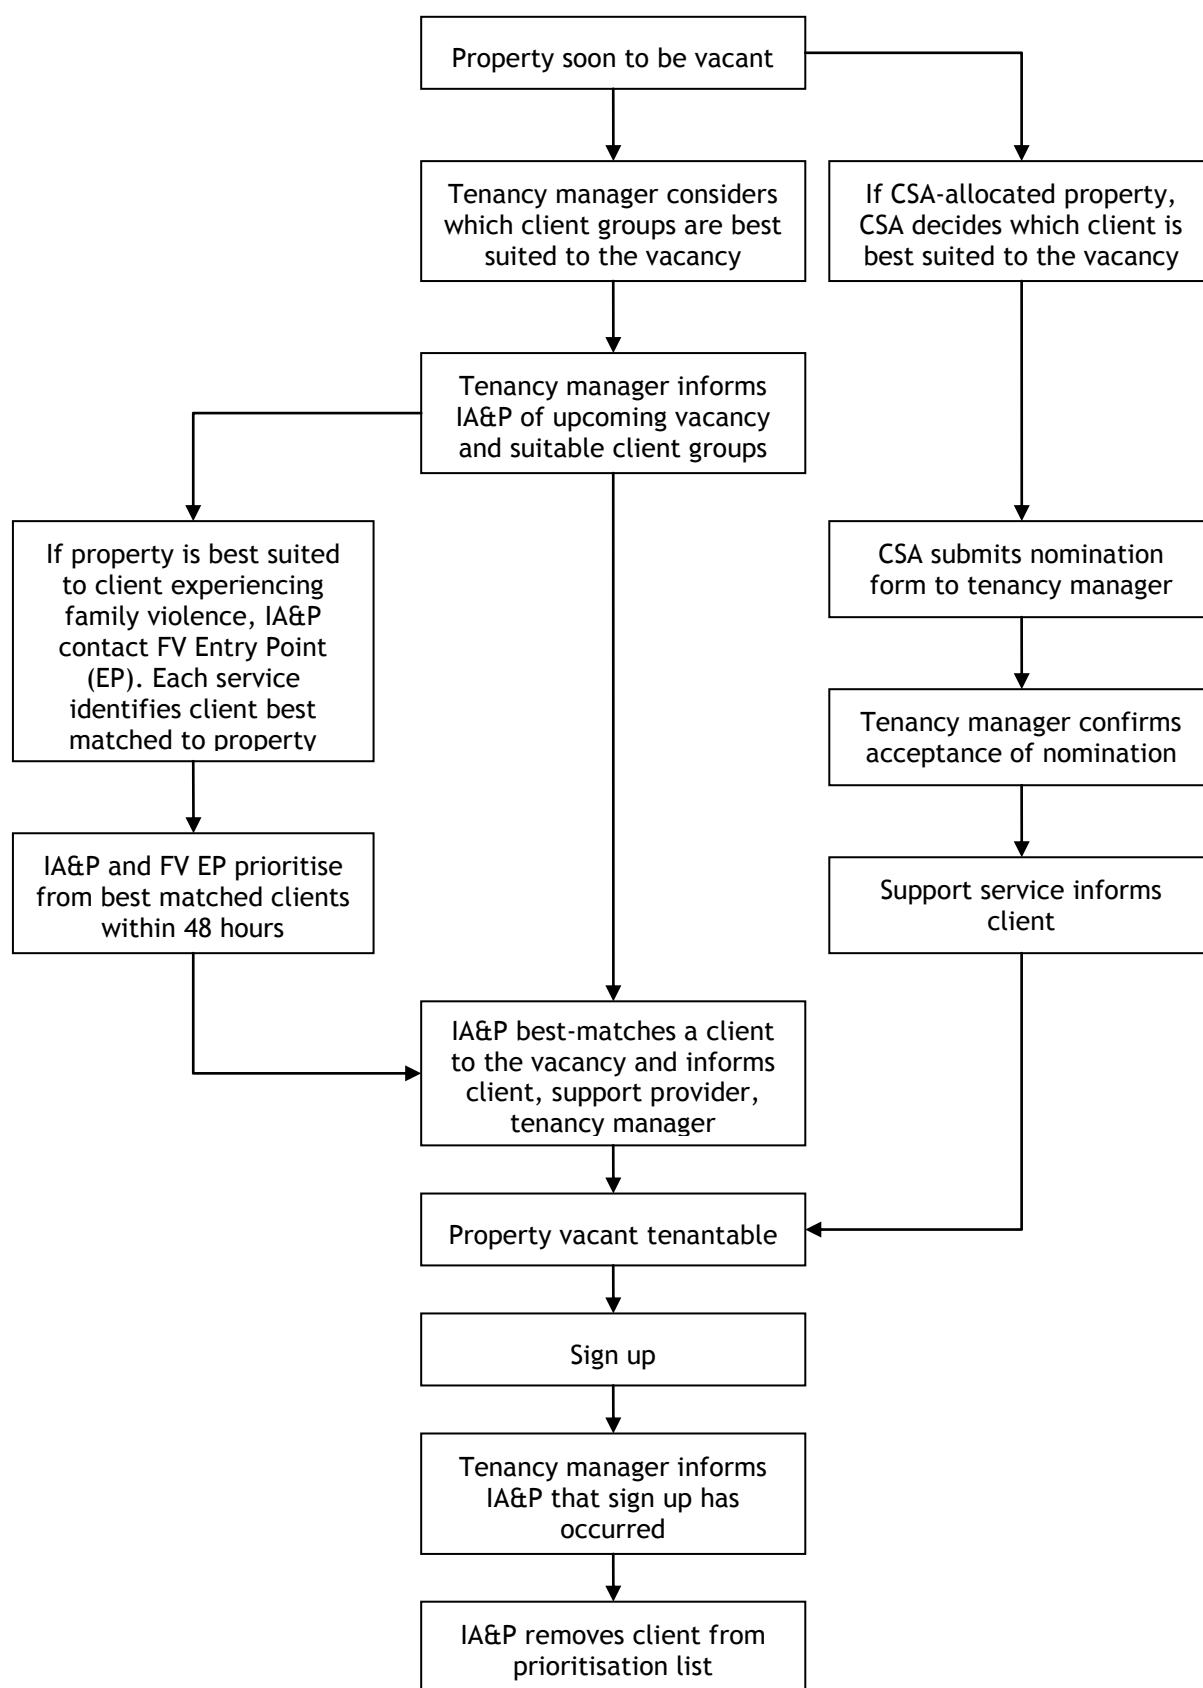 Property soon to be vacant
Tenancy manager considers
which client groups are best
suited to the vacancy
If CSA-allocated property,
CSA decides which client is
best suited to the vacancy
Tenancy manager informs
IA&P of upcoming vacancy
and suitable client groups
If property is best suited
to client experiencing
family violence, IA&P
contact FV Entry Point
(EP). Each service
identifies client best
matched to property
CSA submits nomination
form to tenancy manager
Tenancy manager confirms
acceptance of nomination
IA&P and FV EP prioritise
from best matched clients
within 48 hours
Support service informs
client
IA&P best-matches a client
to the vacancy and informs
client, support provider,
tenancy manager
Property vacant tenantable
Sign up
Tenancy manager informs
IA&P that sign up has
occurred
IA&P removes client from
prioritisation list